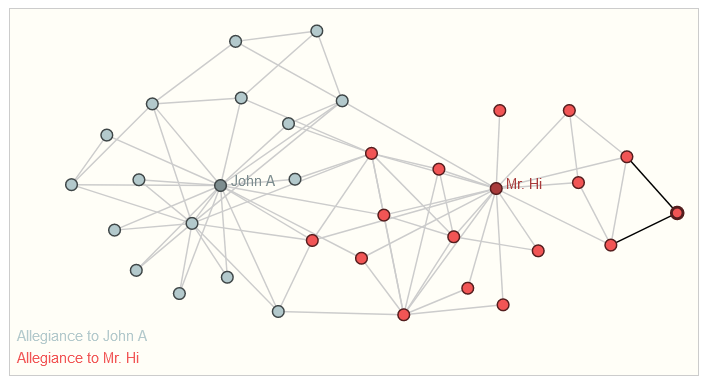 John A
Mr. Hi
Allegiance to John A
Allegiance to Mr. Hi